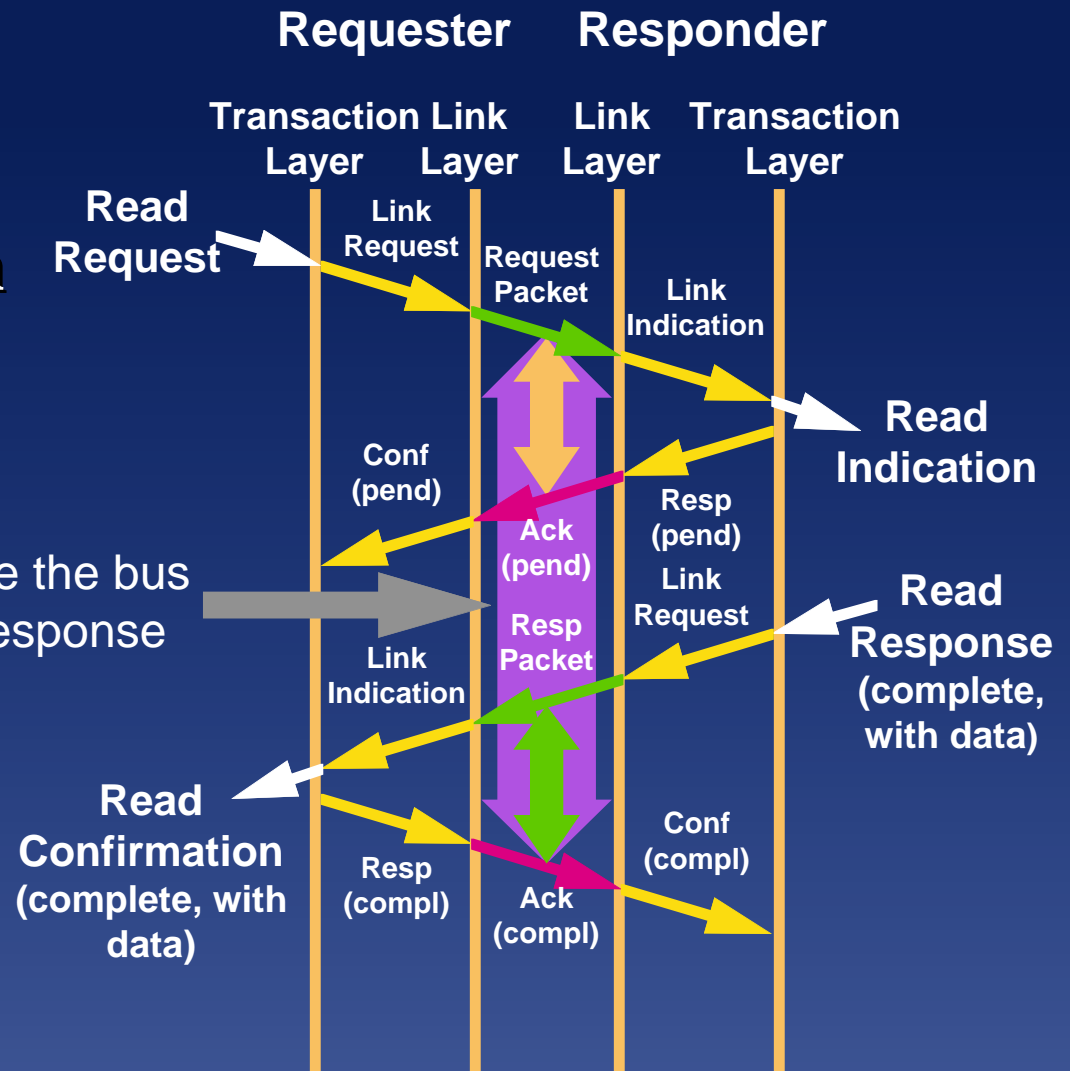 Requester
Responder
Transaction
Layer
Link
Layer
Link
Layer
Transaction
Layer
Read
Request
Link
Request
Request
Packet
Link
Indication
Read
Indication
Conf
(pend)
Ack
(pend)
Resp
(pend)
e the bus
esponse
Resp
Packet
Link
Request
Read
Response
(complete,
with data)
Link
Indication
Read
Confirmation
(complete, with
data)
Resp
(compl)
Ack
(compl)
Conf
(compl)